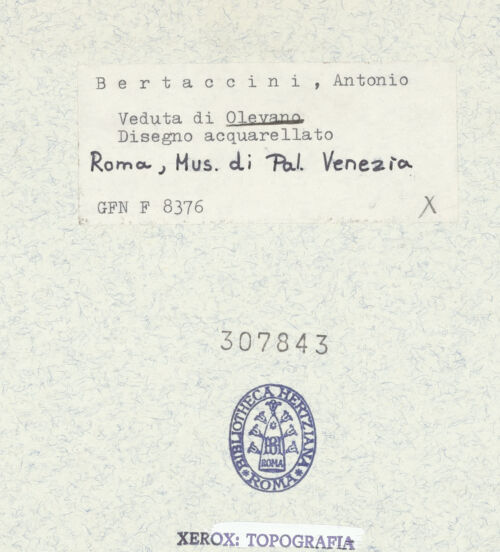 Bertaccini, Antonio
Veduta di Olevano
Disegno acquarellato
Roma, Mus. di Pal. Venezia
GFN F 8376
X
307843
BIBLIOTHECA HERTZIANA
ROMA
ROMA
XEROX: TOPOGRAFIA